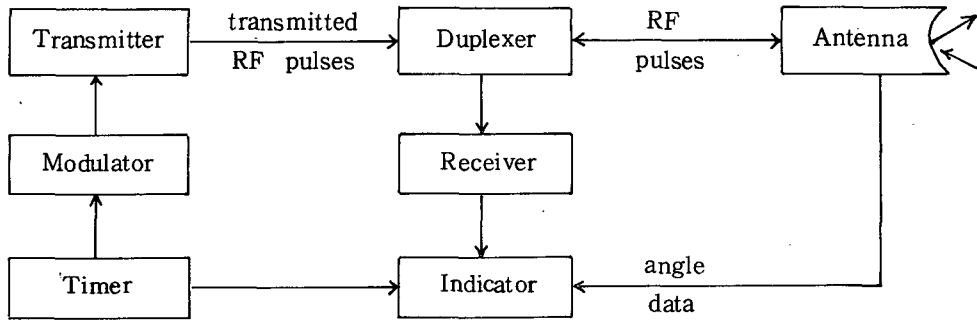 Transmitter
transmitted
RF pulses
Duplexer
RF
pulses
Antenna
Modulator
Receiver
Timer
Indicator
angle
data